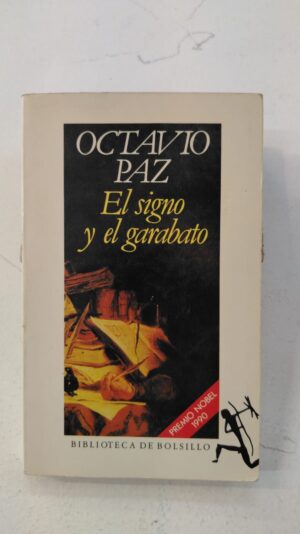 OCTAVIO
PAZ
El signo
y el garabato
PREMIO NOBEL
1990
BIBLIOTECA DE BOLSILLO